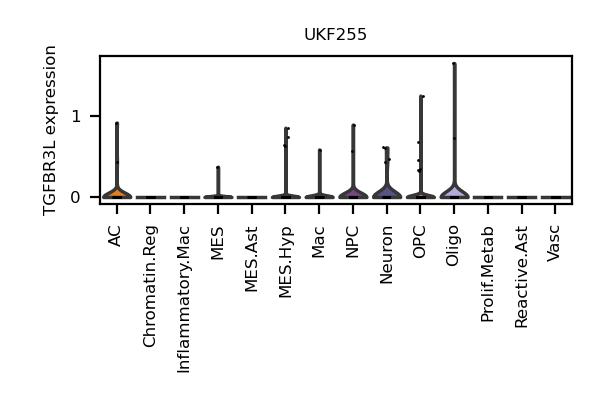 UKF255
TGFBR3L expression
1
0
AC
Chromatin.Reg
Inflammatory.Mac
MES
MES.Ast
MES.Hyp
Mac
NPC
Neuron
OPC
Oligo
Prolif.Metab
Reactive.Ast
Vasc